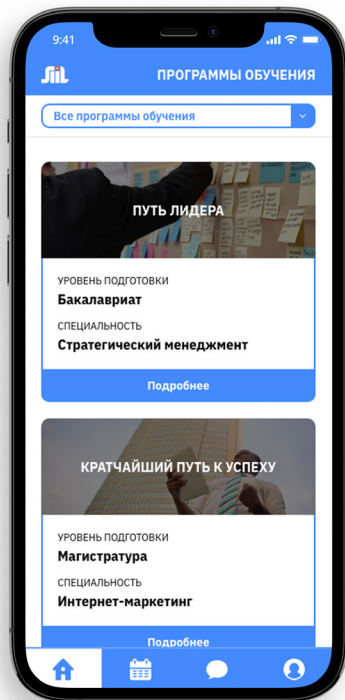 9:41
ПРОГРАММЫ ОБУЧЕНИЯ
Все программы обучения
ПУТЬ ЛИДЕРА
УРОВЕНЬ ПОДГОТОВКИ
Бакалавриат
СПЕЦИАЛЬНОСТЬ
Стратегический менеджмент
Подробнее
КРАТЧАЙШИЙ ПУТЬ К УСПЕХУ
УРОВЕНЬ ПОДГОТОВКИ
Магистратура
СПЕЦИАЛЬНОСТЬ
Интернет-маркетинг
Подробнее